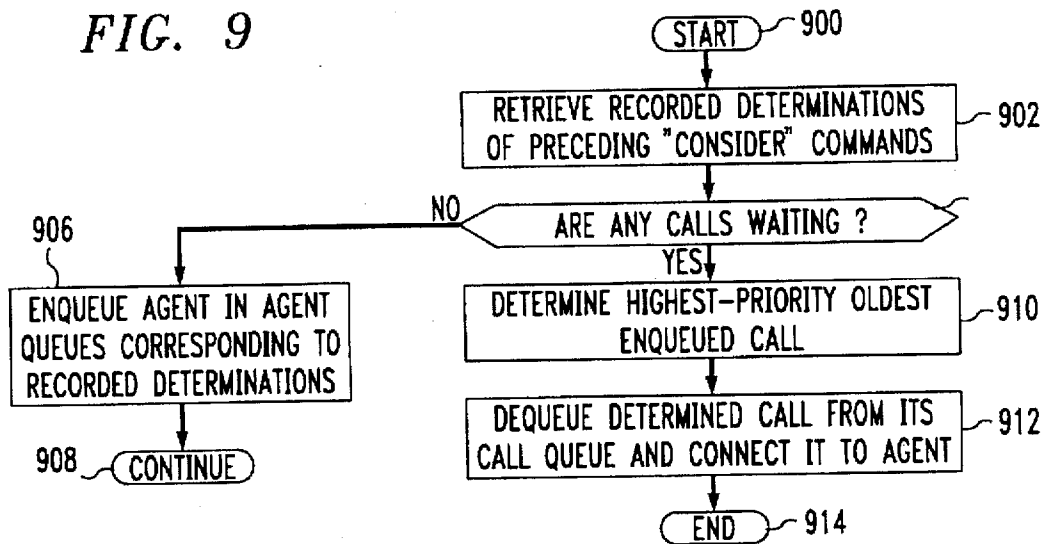 FIG. 9
START
900
RETRIEVE RECORDED DETERMINATIONS
OF PRECEDING "CONSIDER" COMMANDS
902
ARE ANY CALLS WAITING ?
NO
YES
906
ENQUEUE AGENT IN AGENT
QUEUES CORRESPONDING TO
RECORDED DETERMINATIONS
908
CONTINUE
DETERMINE HIGHEST-PRIORITY OLDEST
ENQUEUED CALL
910
DEQUEUE DETERMINED CALL FROM ITS
CALL QUEUE AND CONNECT IT TO AGENT
912
END
914